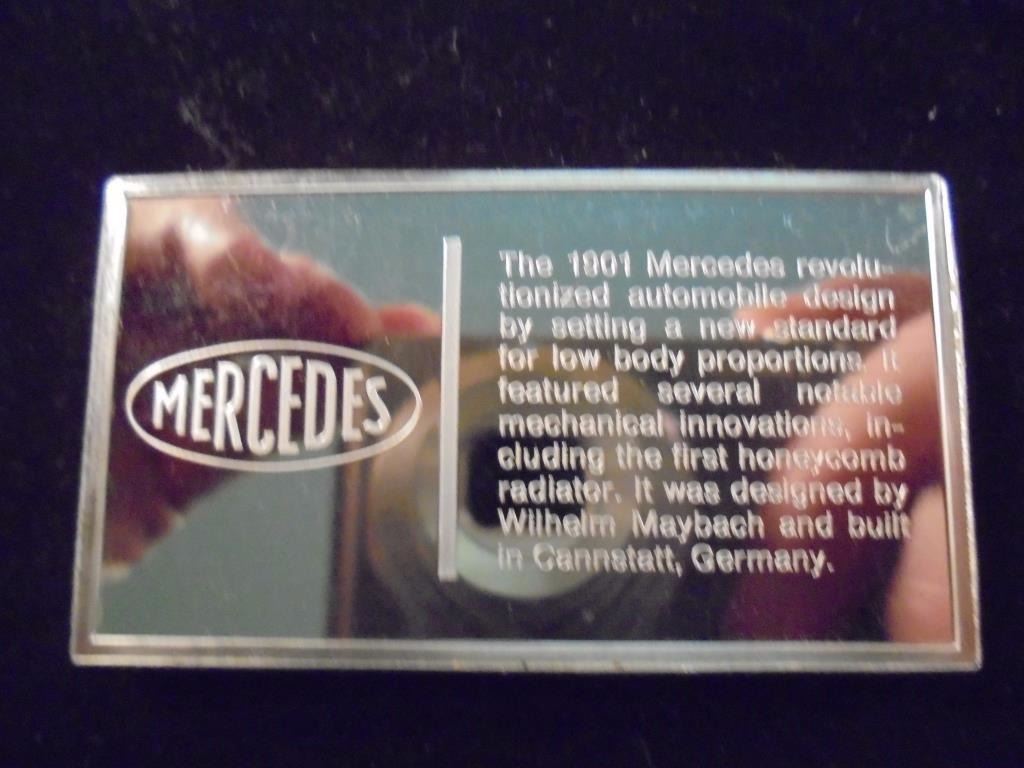 MERCEDES
The 1901 Mercedes revolu-
tionized automobile design
by setting a new standard
for low body proportions. It
featured several notable
mechanical innovations, in-
cluding the first honeycomb
radiator. It was designed by
Wilhelm Maybach and built
in Cannstatt, Germany.